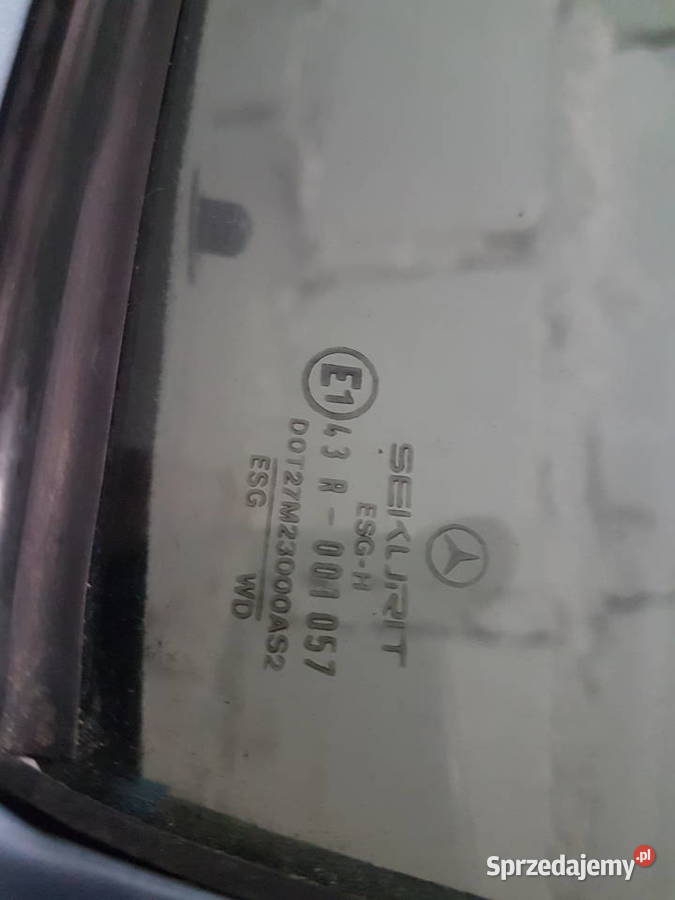 SEKURIT
ESG-H
E1
43 R - 001057
DOT27M23000AS2
ESG WD
Sprzedajemy.pl